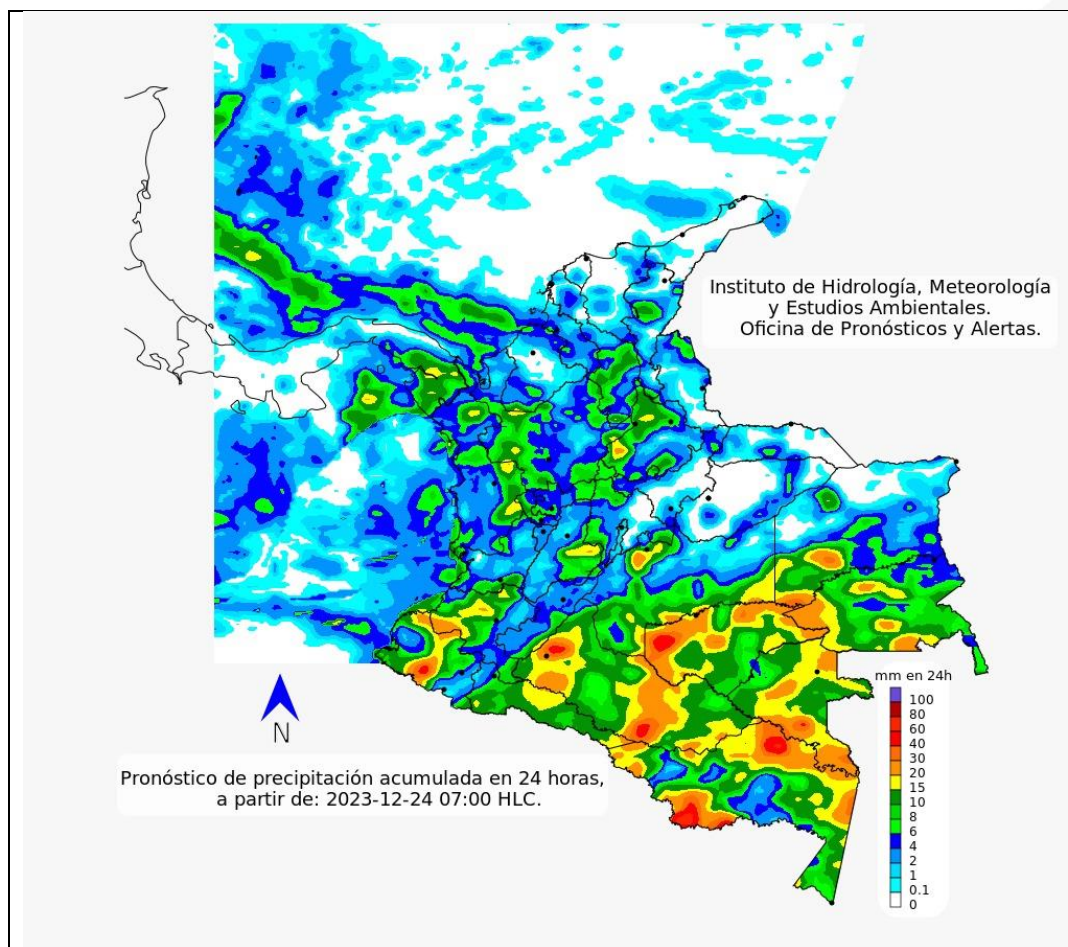 Instituto de Hidrología, Meteorología
y Estudios Ambientales.
Oficina de Pronósticos y Alertas.
mm en 24h
100
80
60
40
30
20
15
10
8
6
4
2
1
0.1
0
N
Pronóstico de precipitación acumulada en 24 horas,
a partir de: 2023-12-24 07:00 HLC.